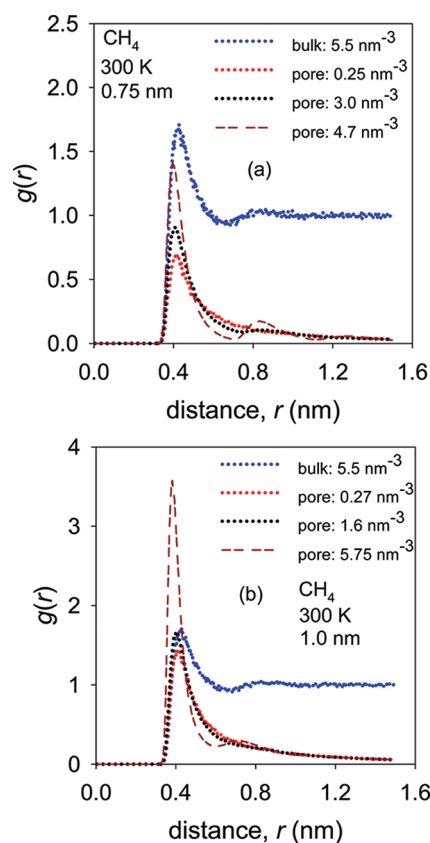 2.5
CH4
300 K
0.75 nm
bulk: 5.5 nm-3
pore: 0.25 nm-3
pore: 3.0 nm-3
pore: 4.7 nm-3
2.0
1.5
(a)
g(r)
1.0
0.5
0.0
0.0 0.4 0.8 1.2 1.6
distance, r (nm)
4
bulk: 5.5 nm-3
pore: 0.27 nm-3
pore: 1.6 nm-3
pore: 5.75 nm-3
3
(b)
CH4
300 K
1.0 nm
g(r)
2
1
0
0.0 0.4 0.8 1.2 1.6
distance, r (nm)